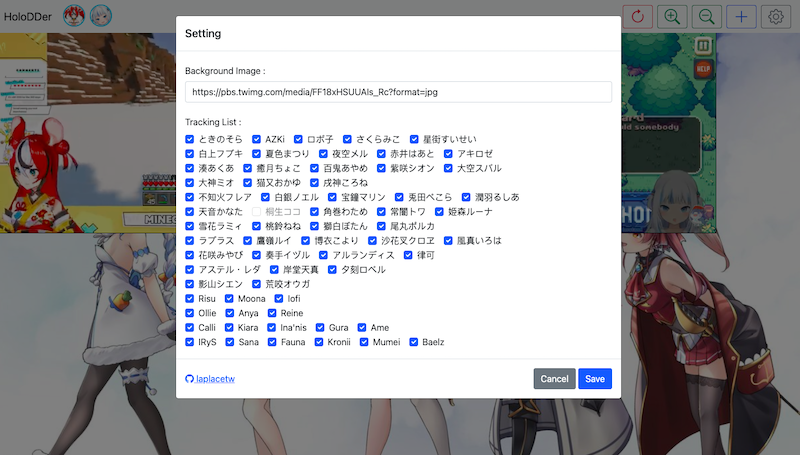 HoloDDer
Setting
Background Image :
https://pbs.twimg.com/media/FF18xHSUUAIs_Rc?format=jpg
Tracking List :
ときのそら AZKi ロボ子 さくらみこ 星街すいせい
白上フブキ 夏色まつり 夜空メル 赤井はあと アキロゼ
湊あくあ 癒月ちょこ 百鬼あやめ 紫咲シオン 大空スバル
大神ミオ 猫又おかゆ 戌神ころね
不知火フレア 白銀ノエル 宝鐘マリン 兎田ぺこら 潤羽るしあ
天音かなた 桐生ココ 角巻わため 常闇トワ 姫森ルーナ
雪花ラミィ 桃鈴ねね 獅白ぼたん 尾丸ポルカ
ラプラス 鷹嶺ルイ 博衣こより 沙花叉クロヱ 風真いろは
花咲みやび 奏手イヅル アルランディス 律可
アステル・レダ 岸堂天真 夕刻ロベル
影山シエン 荒咬オウガ
Risu Moona Iofi
Ollie Anya Reine
Calli Kiara Ina'nis Gura Ame
IRyS Sana Fauna Kronii Mumei Baelz
laplacetw
Cancel Save
HELP
ld somebody
MINEC